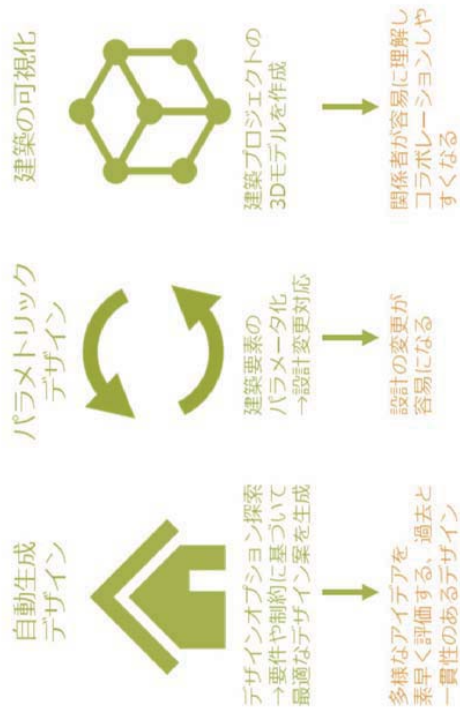 自動生成
デザイン
デザインオプション探索
→要件や制約に基づいて
最適なデザイン案を生成
多様なアイデアを
素早く評価する、過去と
一貫性のあるデザイン
パラメトリック
デザイン
建築要素の
パラメータ化
→設計変更対応
設計の変更が
容易になる
建築の可視化
建築プロジェクトの
3Dモデルを作成
関係者が容易に理解し
コラボレーションしや
すくなる